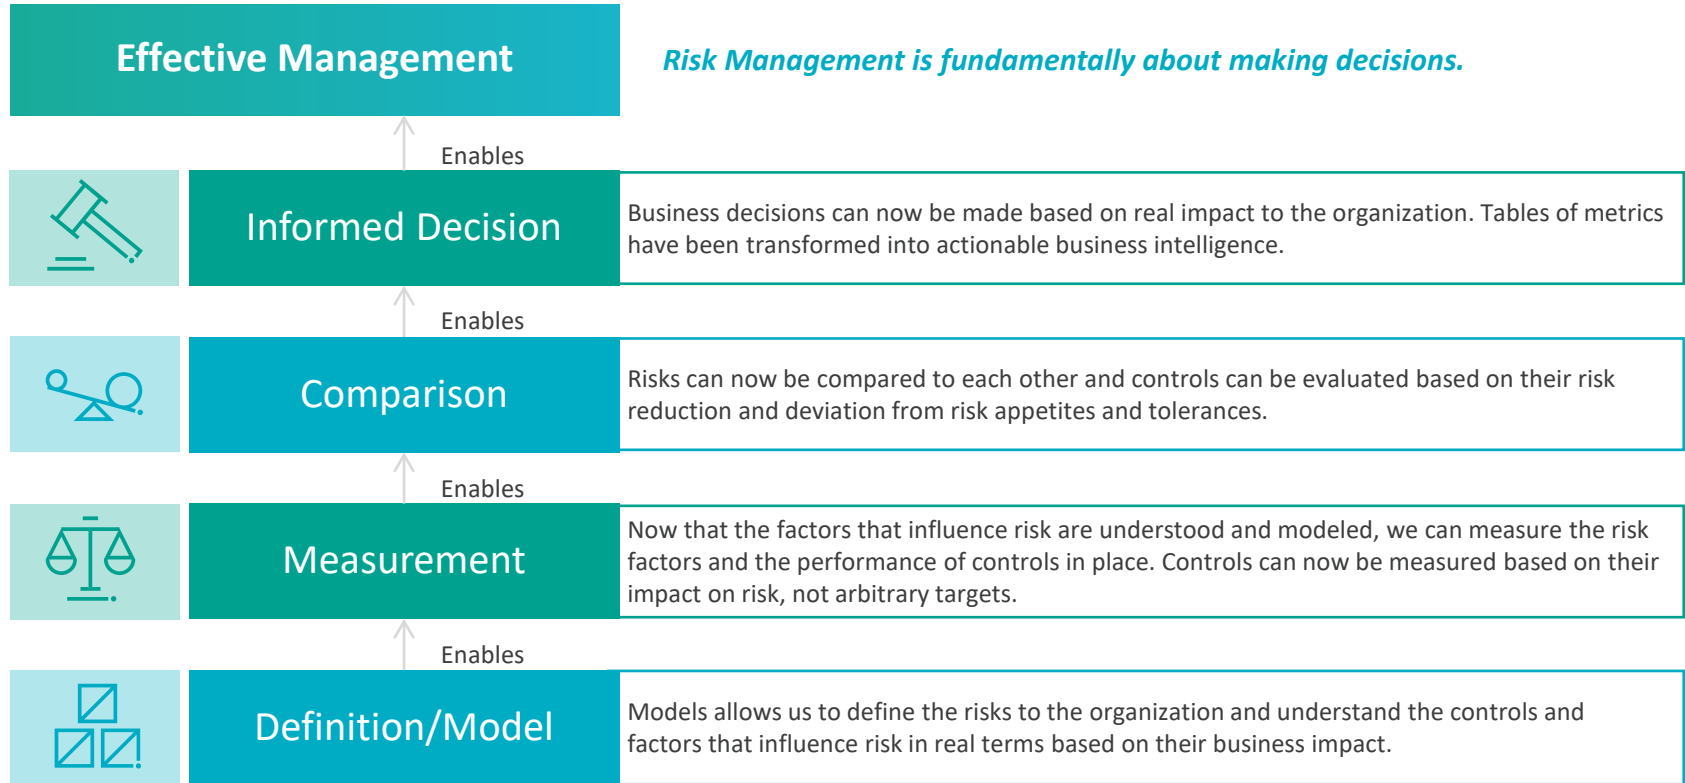 Effective Management
Risk Management is fundamentally about making decisions.
Enables
Informed Decision
Business decisions can now be made based on real impact to the organization. Tables of metrics
have been transformed into actionable business intelligence.
Enables
Comparison
Risks can now be compared to each other and controls can be evaluated based on their risk
reduction and deviation from risk appetites and tolerances.
Enables
Measurement
Now that the factors that influence risk are understood and modeled, we can measure the risk
factors and the performance of controls in place. Controls can now be measured based on their
impact on risk, not arbitrary targets.
Enables
Definition/Model
Models allows us to define the risks to the organization and understand the controls and
factors that influence risk in real terms based on their business impact.